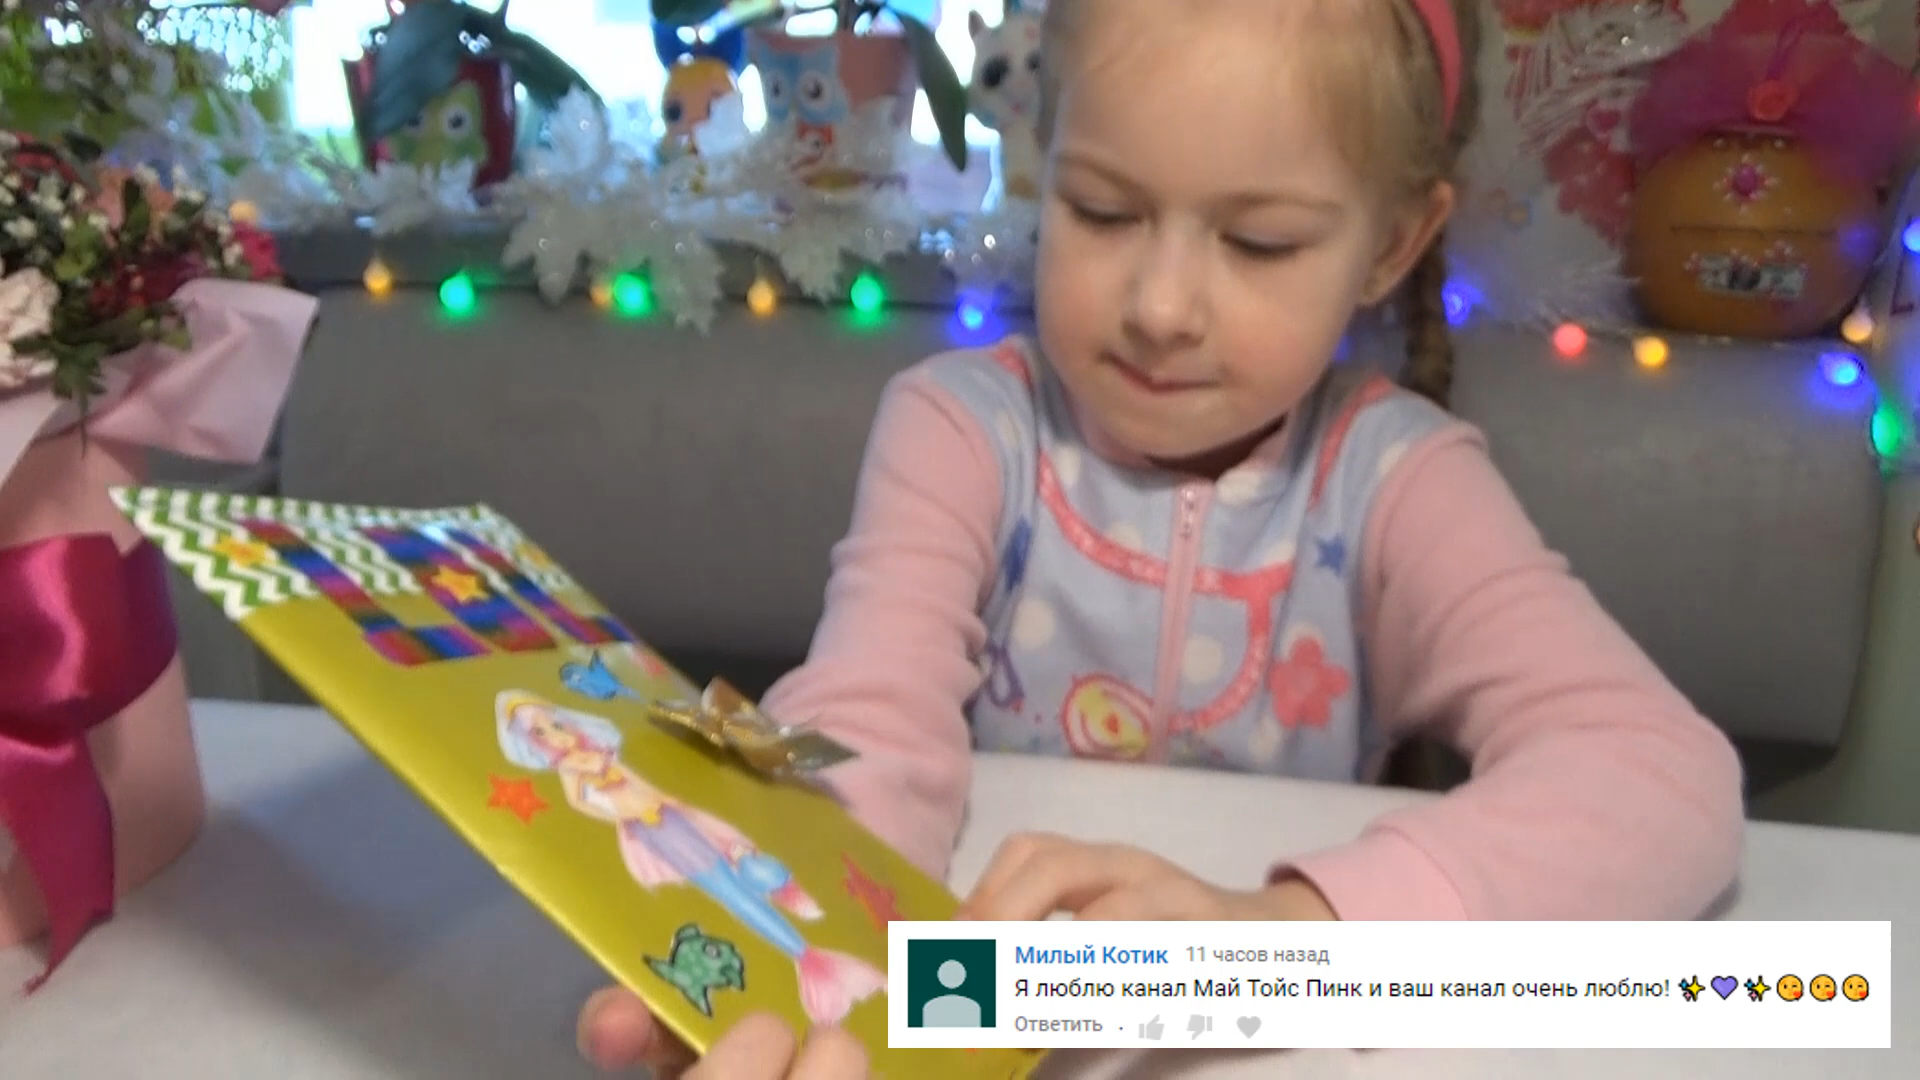 Милый Котик 11 часов назад
Я люблю канал Май Тойс Пинк и ваш канал очень люблю! ✨💜✨😘😘😘
Ответить